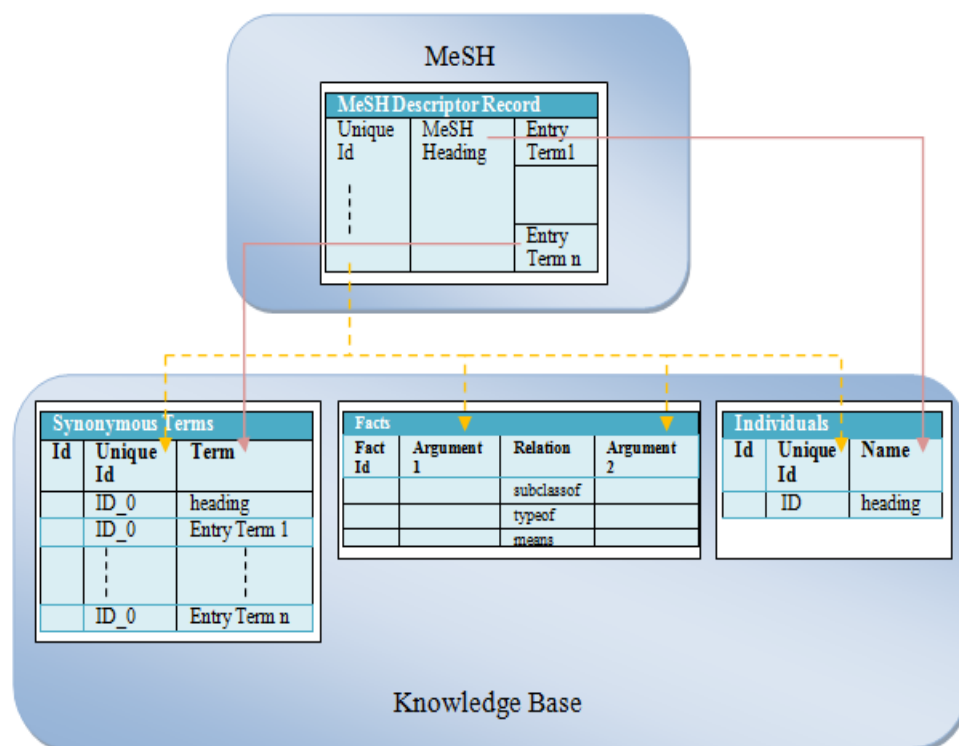 MeSH
MeSH Descriptor Record
Unique Id
MeSH Heading
Entry Term1
Entry Term n
Synonymous Terms
Id
Unique Id
Term
ID_0
heading
ID_0
Entry Term 1
ID_0
Entry Term n
Facts
Fact Id
Argument 1
Relation
Argument 2
subclassof
typeof
means
Individuals
Id
Unique Id
Name
ID
heading
Knowledge Base